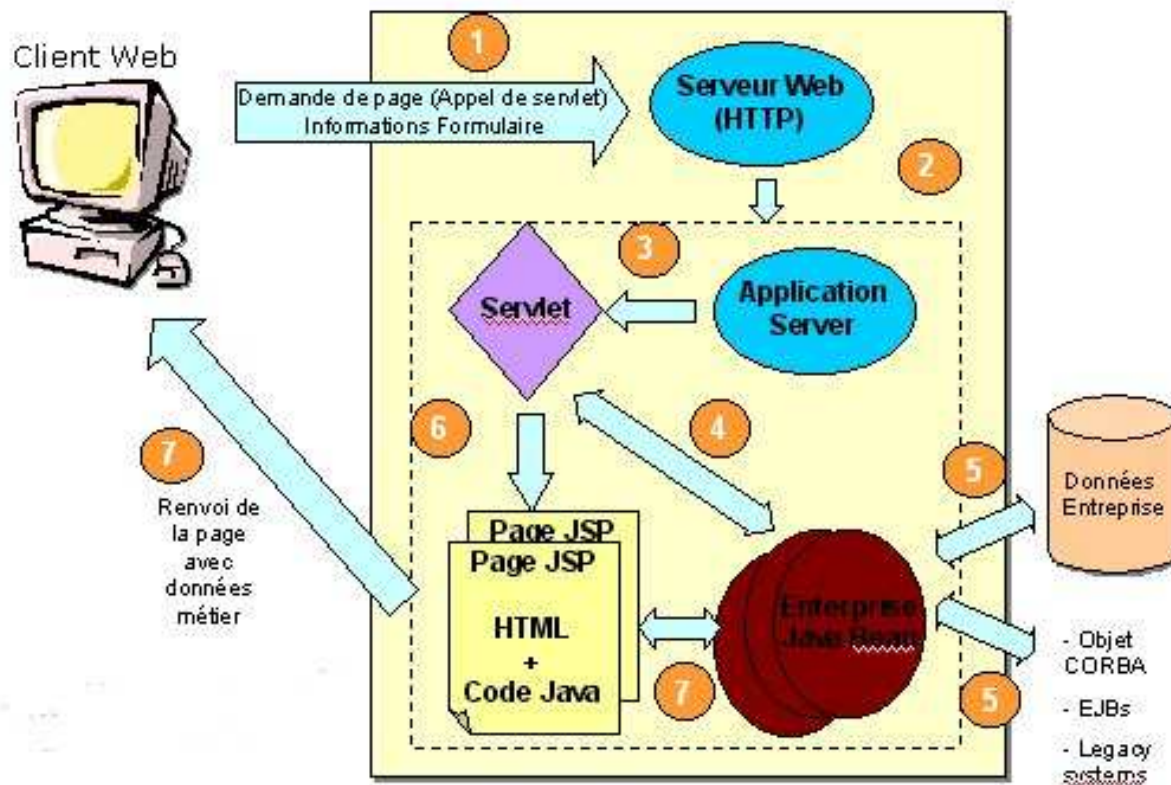 Client Web
1
Demande de page (Appel de servlet)
Informations Formulaire
Serveur Web
(HTTP)
2
3
Servlet
Application
Server
6
4
5
Données
Entreprise
7
Renvoi de
la page
avec
données
métier
Page JSP
Page JSP
HTML
+
Code Java
7
Enterprise
Java Bean
5
- Objet
CORBA
- EJBs
- Legacy
systems